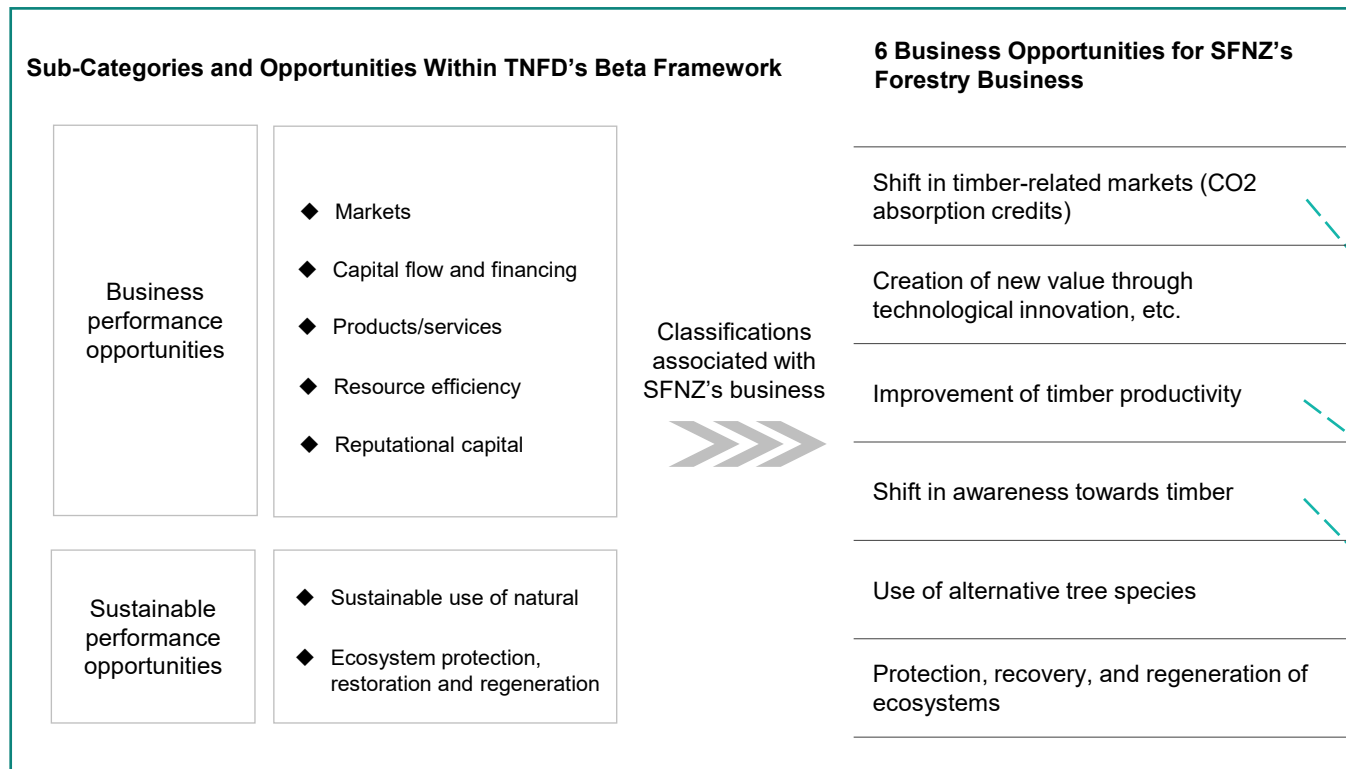 Sub-Categories and Opportunities Within TNFD's Beta Framework
Business
performance
opportunities
◆ Markets
◆ Capital flow and financing
◆ Products/services
◆ Resource efficiency
◆ Reputational capital
Sustainable
performance
opportunities
◆ Sustainable use of natural
◆ Ecosystem protection,
restoration and regeneration
Classifications
associated with
SFNZ's business
6 Business Opportunities for SFNZ's
Forestry Business
Shift in timber-related markets (CO2
absorption credits)
Creation of new value through
technological innovation, etc.
Improvement of timber productivity
Shift in awareness towards timber
Use of alternative tree species
Protection, recovery, and regeneration of
ecosystems